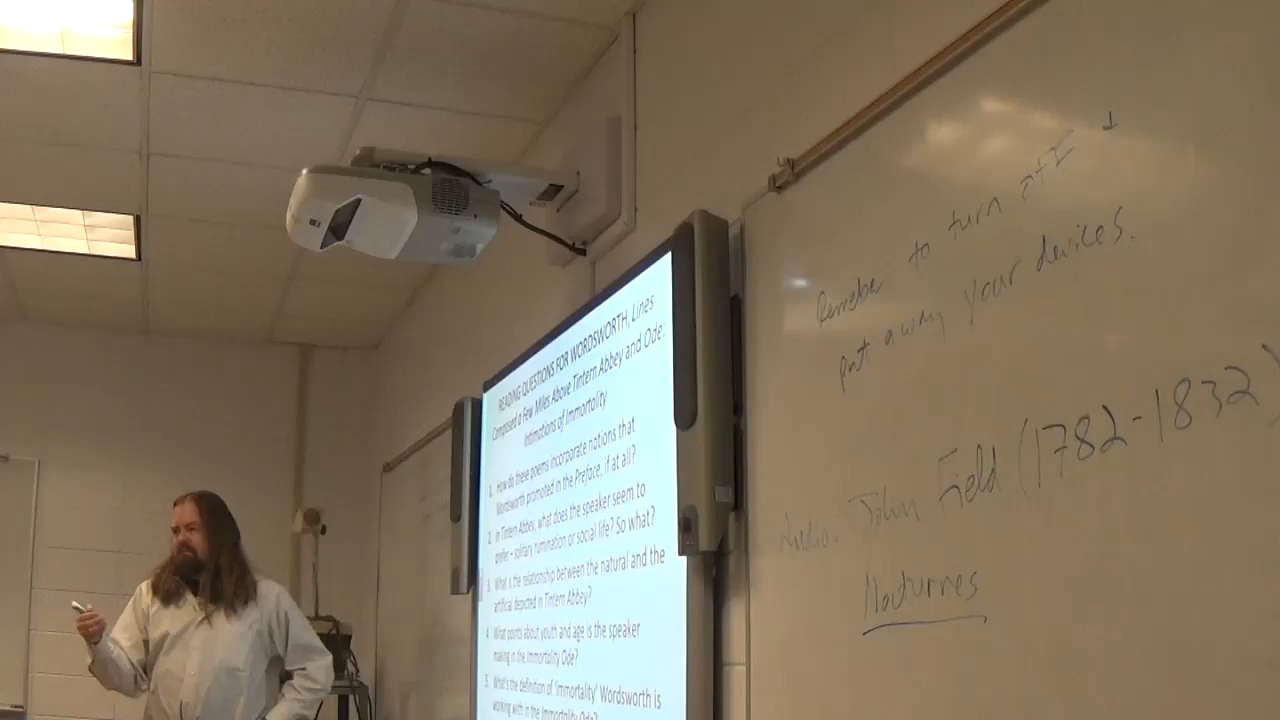 READING QUESTIONS FOR WORDSWORTH, Lines
Composed a Few Miles Above Tintern Abbey and Ode.
Intimations of Immortality
1. How do these poems incorporate notions that
Wordsworth promoted in the Preface, if at all?
2. In Tintern Abbey, what does the speaker seem to
prefer – solitary rumination or social life? So what?
3. What is the relationship between the natural and the
artificial depicted in Tintern Abbey?
4. What points about youth and age is the speaker
making in the Immortality Ode?
5. What's the definition of 'immortality' Wordsworth is
working with in the Immortality Ode?
Remebe to turn off +
put away your devices.
Audio. John Field (1782-1832)
Nocturnes